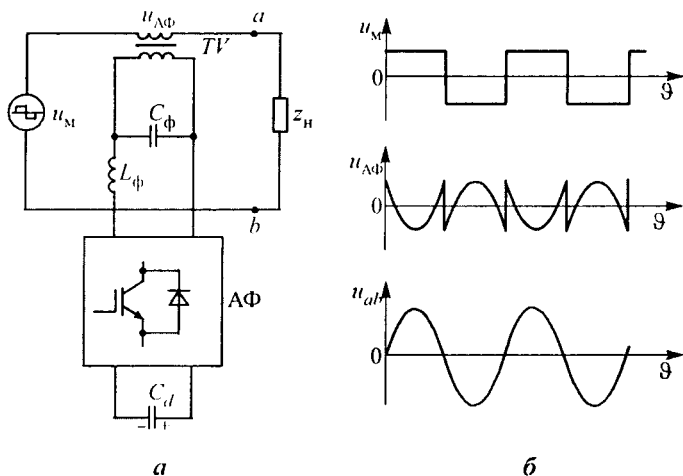 u_АФ
a
TV
C_ф
z_н
u_м
L_ф
b
АФ
C_d
− +
а
u_м
0
ϑ
u_АФ
0
ϑ
u_ab
0
ϑ
б